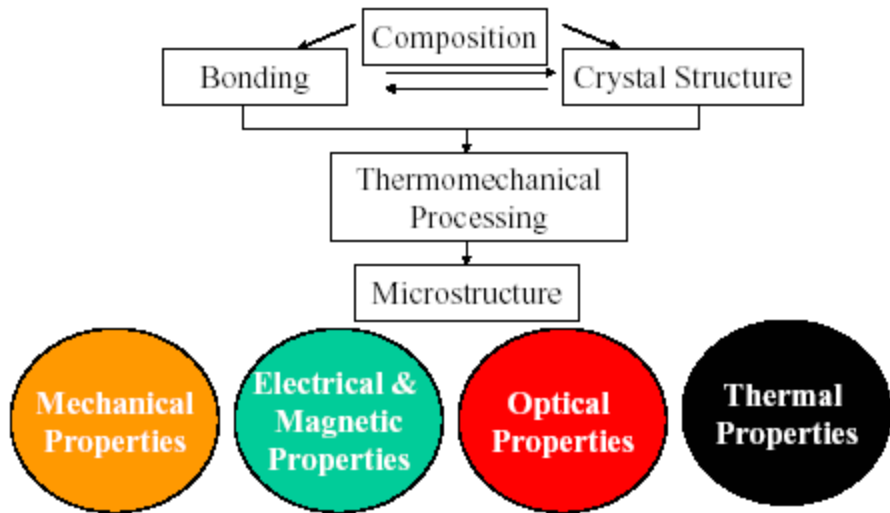 Composition
Bonding
Crystal Structure
Thermomechanical
Processing
Microstructure
Mechanical
Properties
Electrical &
Magnetic
Properties
Optical
Properties
Thermal
Properties